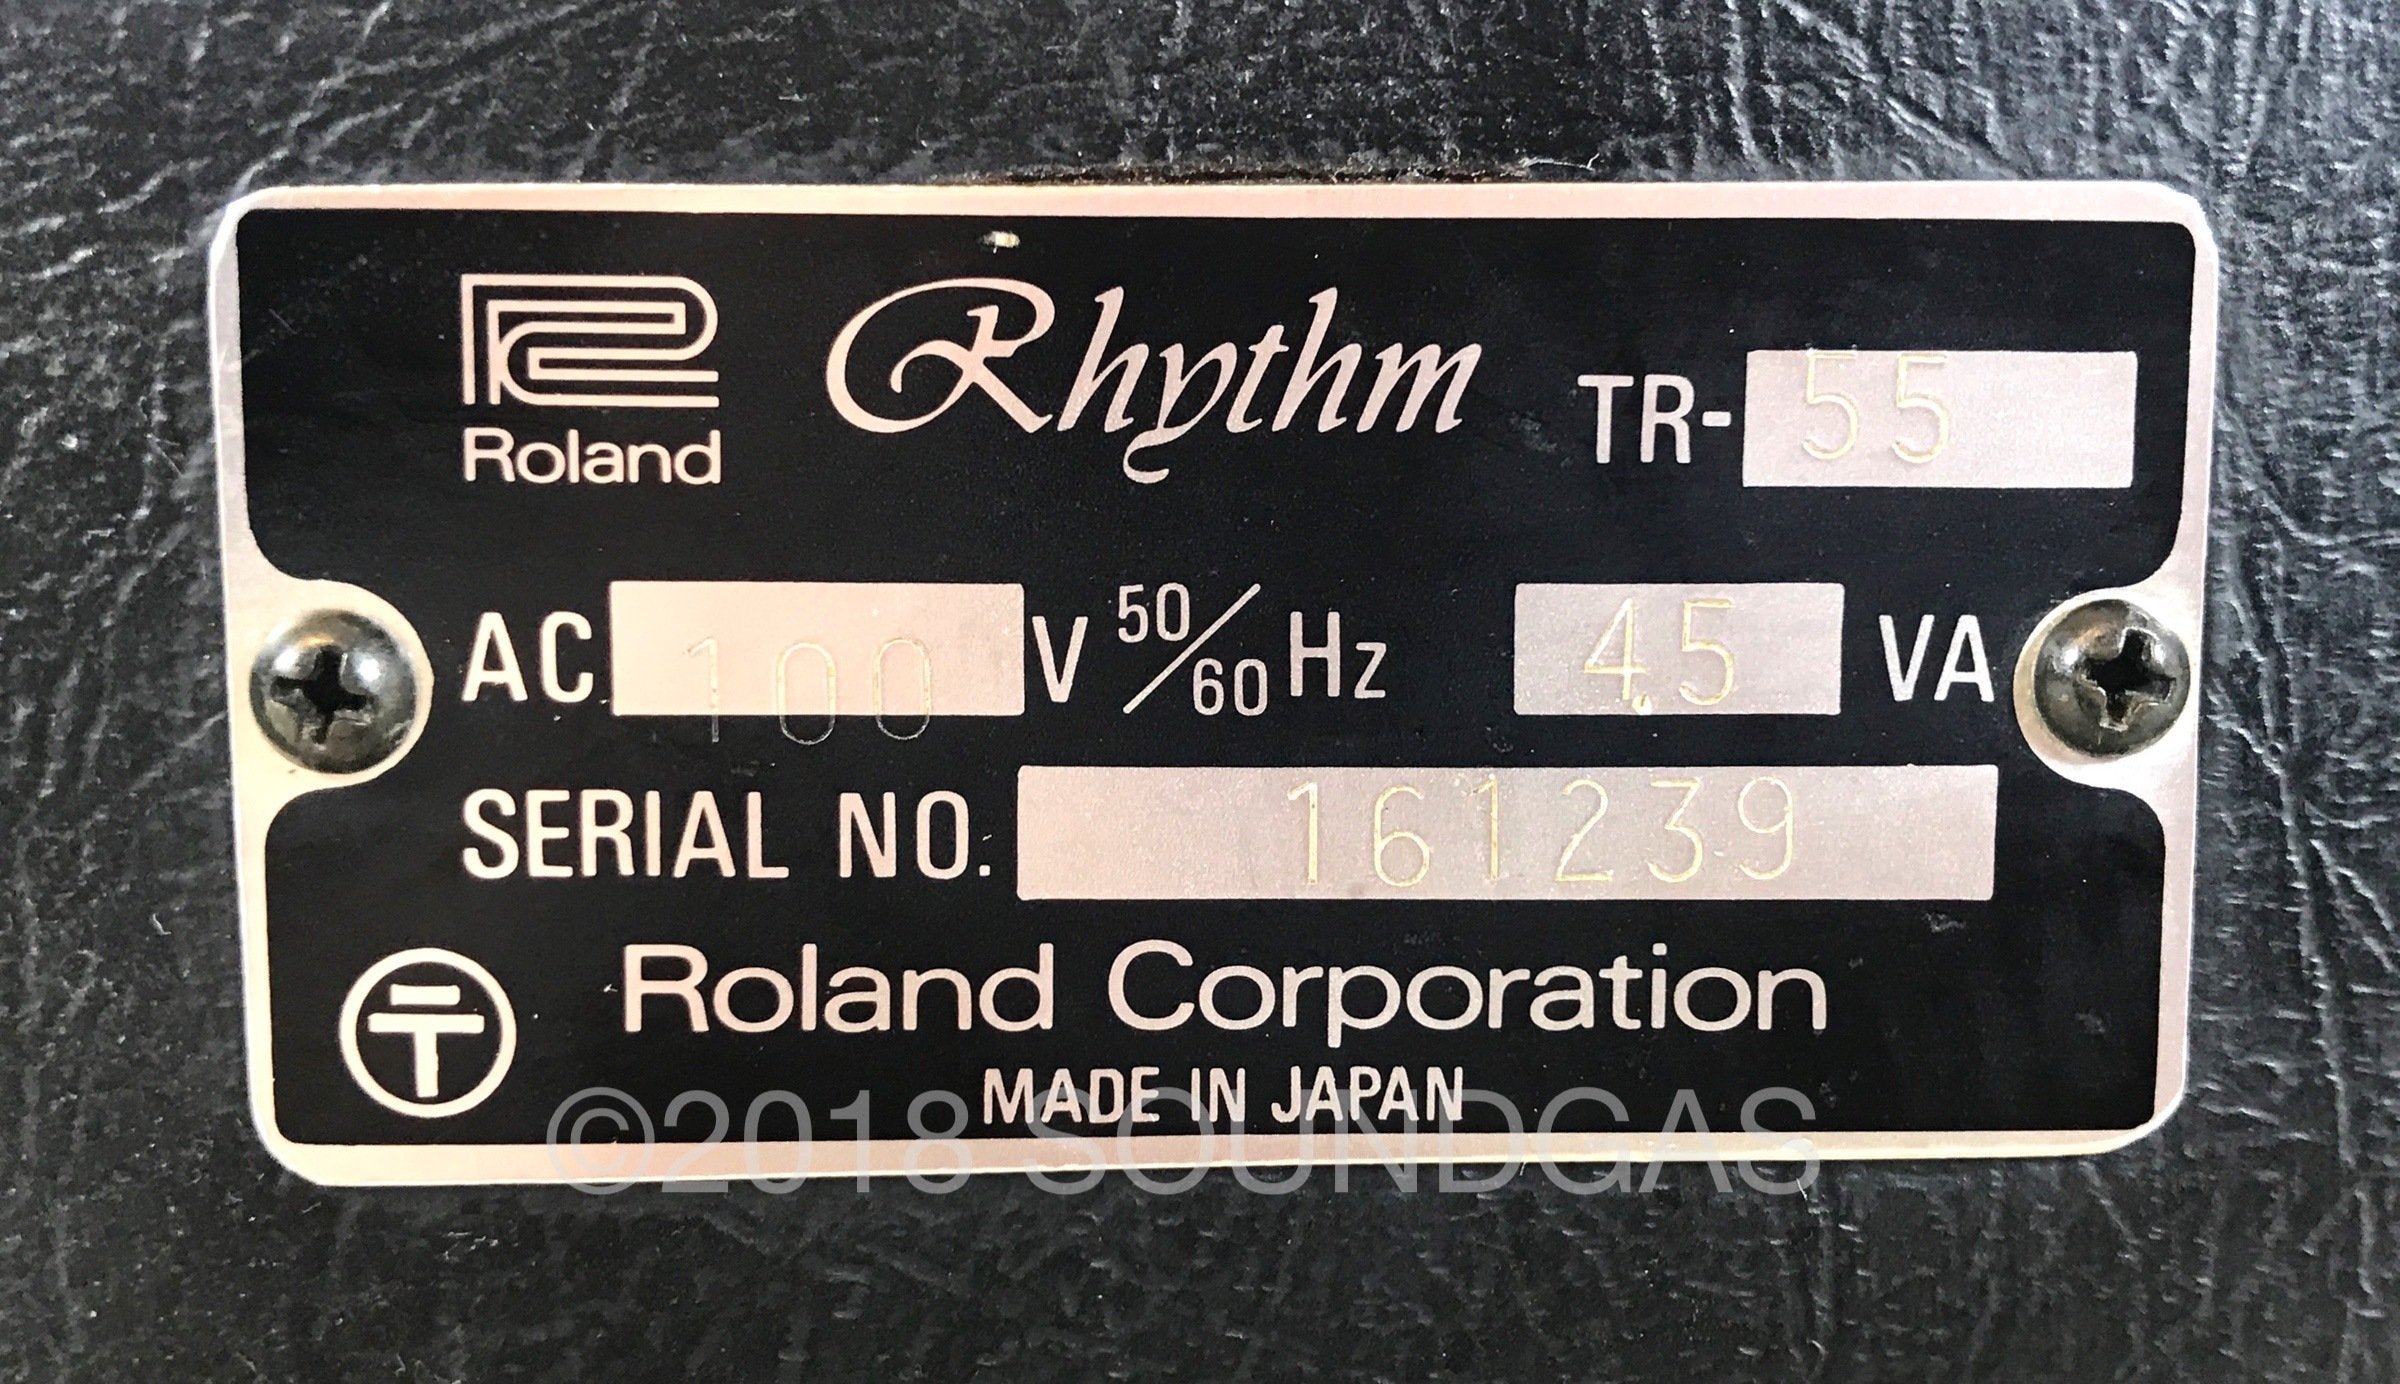 Roland Rhythm TR-55
AC 100 V 50/60 Hz 4.5 VA
SERIAL NO. 161239
〒 Roland Corporation
MADE IN JAPAN
©2018 SOUNDGAS